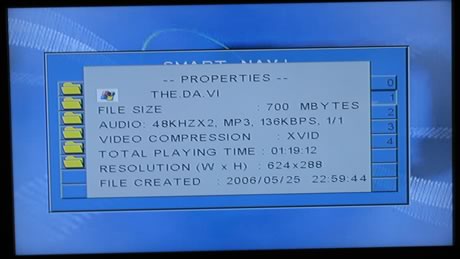 SMART NAVI
-- PROPERTIES --
THE.DA.VI
FILE SIZE : 700 MBYTES
AUDIO: 48KHZX2, MP3, 136KBPS, 1/1
VIDEO COMPRESSION : XVID
TOTAL PLAYING TIME : 01:19:12
RESOLUTION (W x H) : 624x288
FILE CREATED : 2006/05/25 22:59:44
0
1
2
3
4